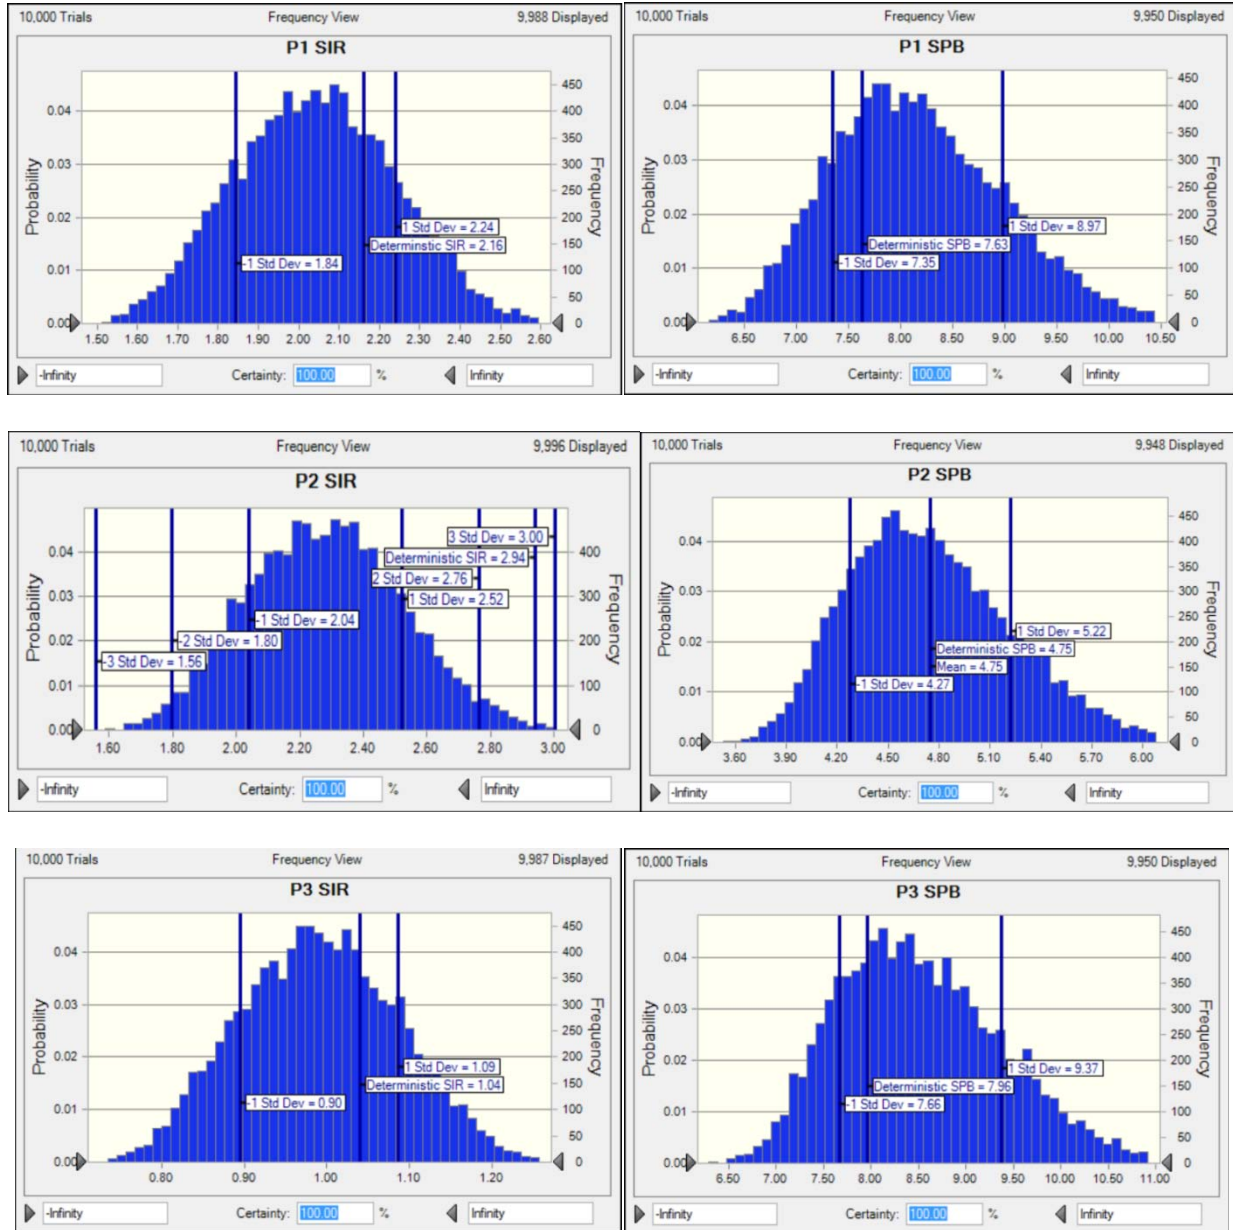 10,000 Trials Frequency View 9,988 Displayed
P1 SIR
Probability
Frequency
0.04
0.03
0.02
0.01
0.00
450
400
350
300
250
200
150
100
50
0
1 Std Dev = 2.24
Determinstic SIR = 2.16
-1 Std Dev = 1.84
1.50 1.60 1.70 1.80 1.90 2.00 2.10 2.20 2.30 2.40 2.50 2.60
-Infinity Certainty: 100.00 % Infinity
10,000 Trials Frequency View 9,950 Displayed
P1 SPB
Probability
Frequency
0.04
0.03
0.02
0.01
0.00
450
400
350
300
250
200
150
100
50
0
1 Std Dev = 8.97
Deterministic SPB = 7.63
-1 Std Dev = 7.35
6.50 7.00 7.50 8.00 8.50 9.00 9.50 10.00 10.50
-Infinity Certainty: 100.00 % Infinity
10,000 Trials Frequency View 9,996 Displayed
P2 SIR
Probability
Frequency
0.04
0.03
0.02
0.01
0.00
400
300
200
100
0
3 Std Dev = 3.00
Deterministic SIR = 2.94
2 Std Dev = 2.76
1 Std Dev = 2.52
-1 Std Dev = 2.04
-2 Std Dev = 1.80
-3 Std Dev = 1.56
1.60 1.80 2.00 2.20 2.40 2.60 2.80 3.00
-Infinity Certainty: 100.00 % Infinity
10,000 Trials Frequency View 9,948 Displayed
P2 SPB
Probability
Frequency
0.04
0.03
0.02
0.01
0.00
450
400
350
300
250
200
150
100
50
0
1 Std Dev = 5.22
Deterministic SPB = 4.75
Mean = 4.75
-1 Std Dev = 4.27
3.60 3.90 4.20 4.50 4.80 5.10 5.40 5.70 6.00
-Infinity Certainty: 100.00 % Infinity
10,000 Trials Frequency View 9,987 Displayed
P3 SIR
Probability
Frequency
0.04
0.03
0.02
0.01
0.00
450
400
350
300
250
200
150
100
50
0
1 Std Dev = 1.09
Deterministic SIR = 1.04
-1 Std Dev = 0.90
0.80 0.90 1.00 1.10 1.20
-Infinity Certainty: 100.00 % Infinity
10,000 Trials Frequency View 9,950 Displayed
P3 SPB
Probability
Frequency
0.04
0.03
0.02
0.01
0.00
450
400
350
300
250
200
150
100
50
0
1 Std Dev = 9.37
Deterministic SPB = 7.96
-1 Std Dev = 7.66
6.50 7.00 7.50 8.00 8.50 9.00 9.50 10.00 10.50 11.00
-Infinity Certainty: 100.00 % Infinity